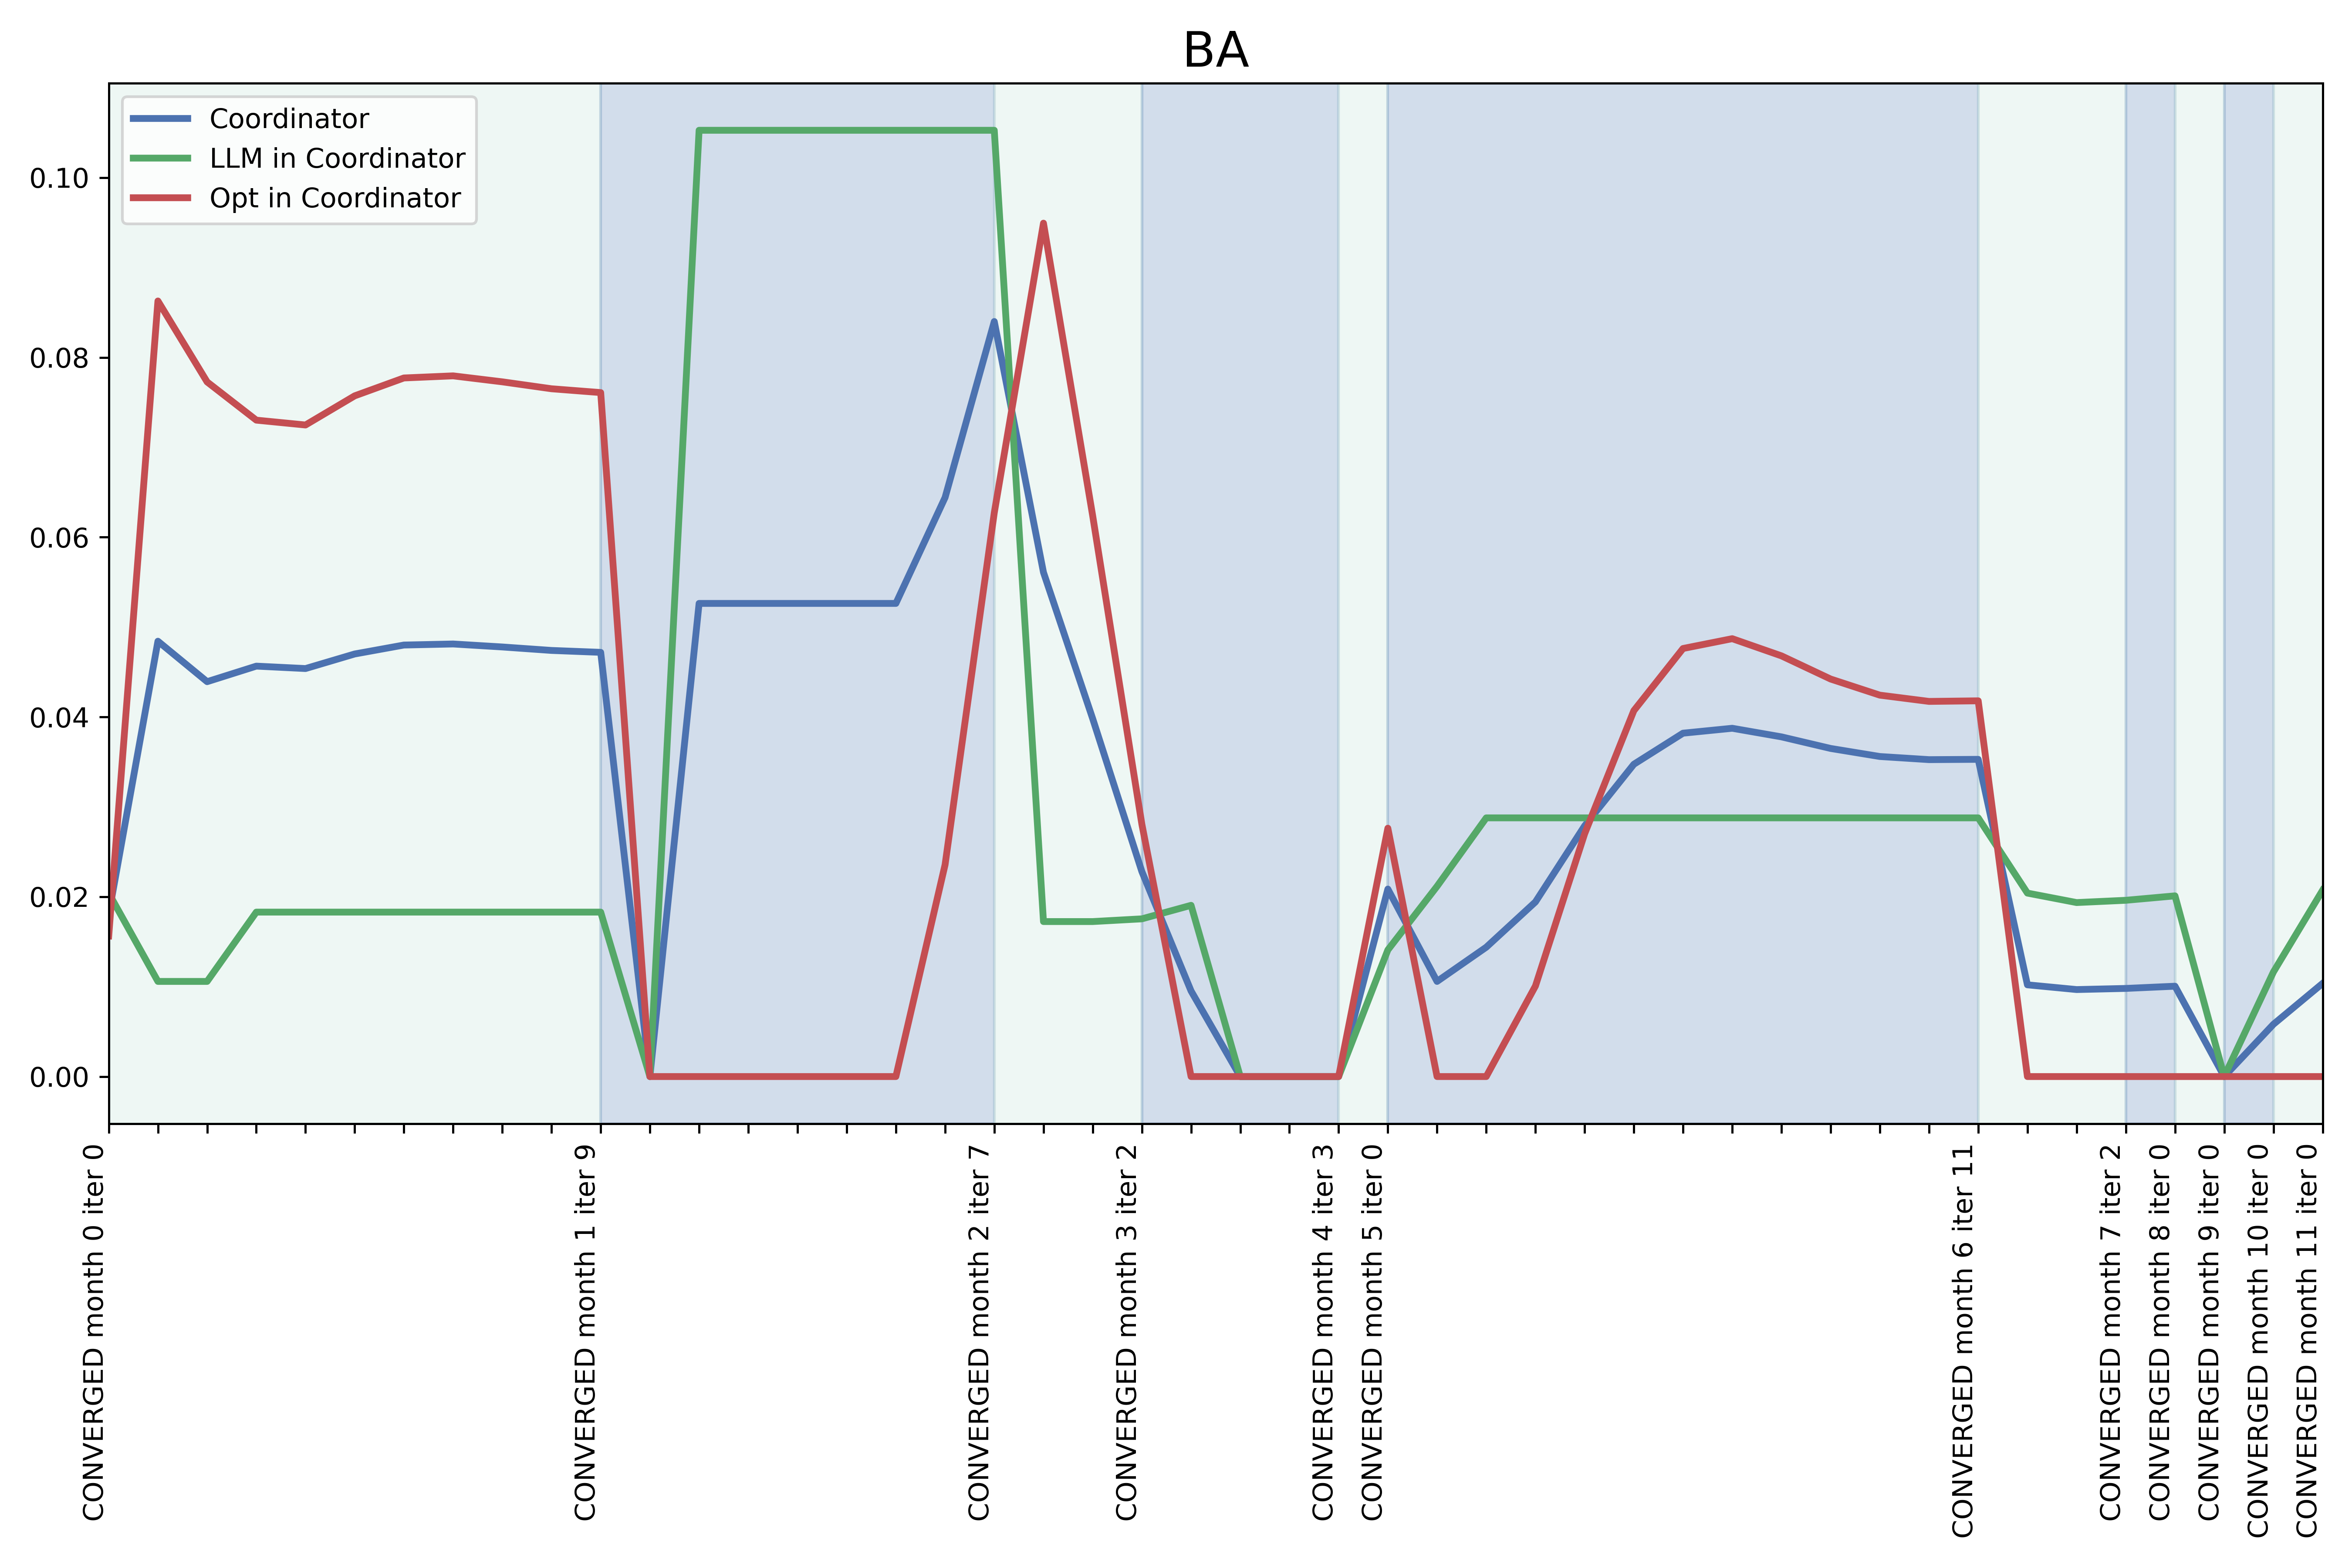 BA
Coordinator
LLM in Coordinator
Opt in Coordinator
0.10
0.08
0.06
0.04
0.02
0.00
CONVERGED month 0 iter 0
CONVERGED month 1 iter 9
CONVERGED month 2 iter 7
CONVERGED month 3 iter 2
CONVERGED month 4 iter 3
CONVERGED month 5 iter 0
CONVERGED month 6 iter 11
CONVERGED month 7 iter 2
CONVERGED month 8 iter 0
CONVERGED month 9 iter 0
CONVERGED month 10 iter 0
CONVERGED month 11 iter 0